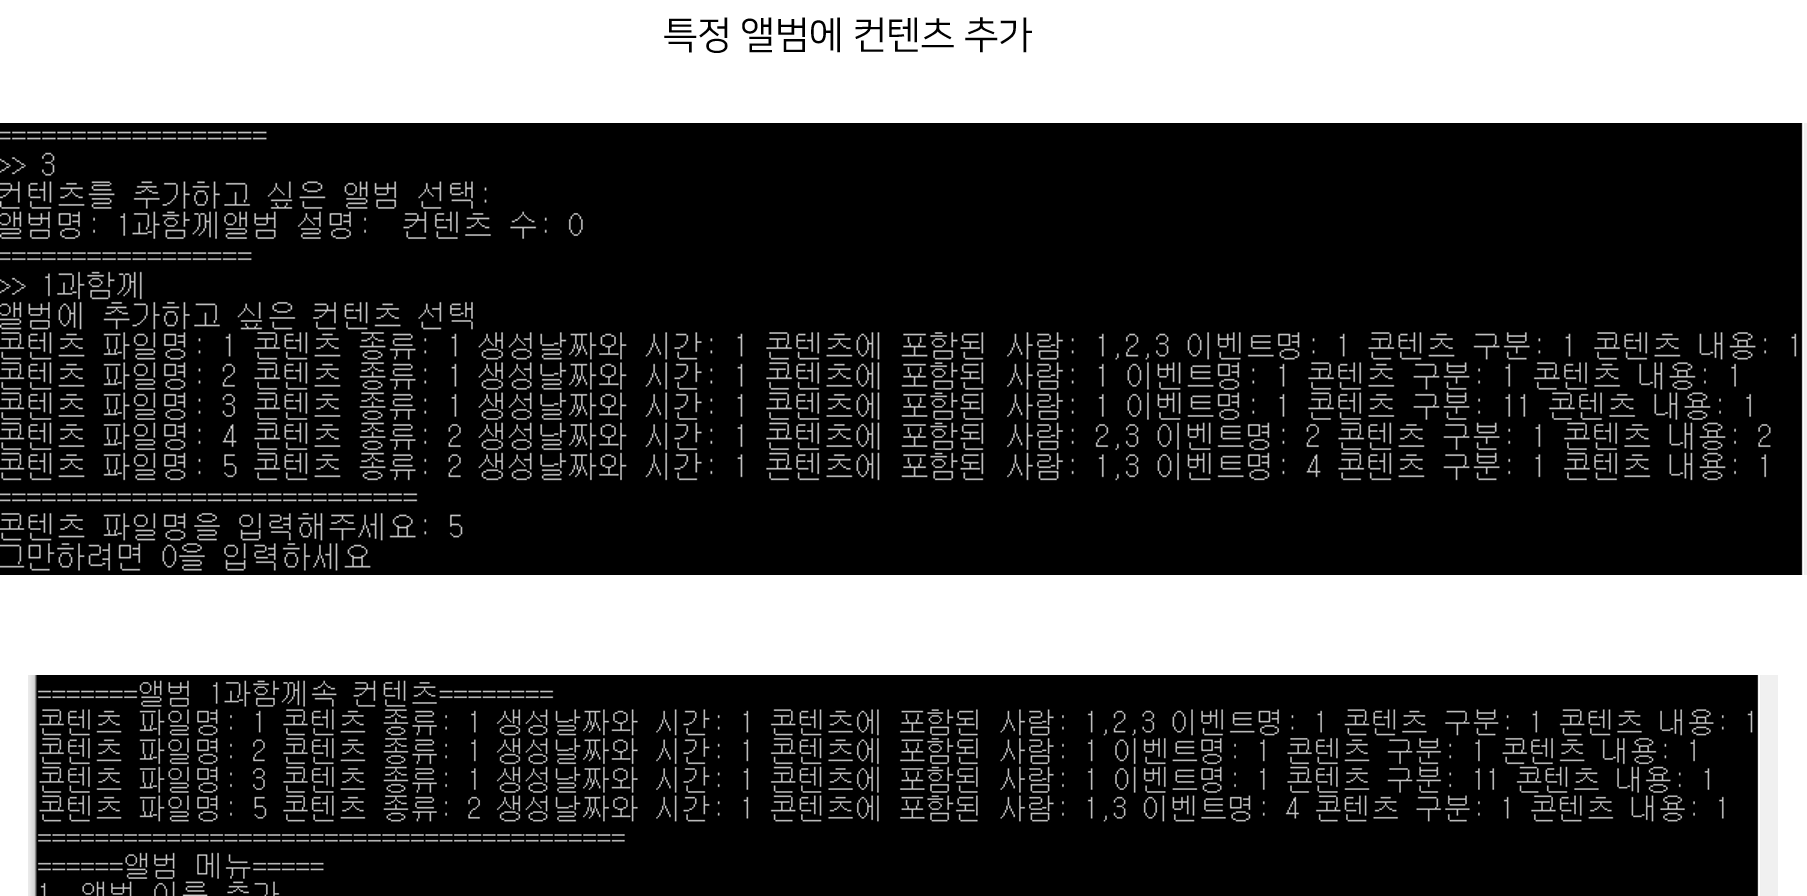 특정 앨범에 컨텐츠 추가
==================
>> 3
컨텐츠를 추가하고 싶은 앨범 선택:
앨범명: 1과함께앨범 설명:  컨텐츠 수: 0
=================
>> 1과함께
앨범에 추가하고 싶은 컨텐츠 선택
콘텐츠 파일명: 1 콘텐츠 종류: 1 생성날짜와 시간: 1 콘텐츠에 포함된 사람: 1,2,3 이벤트명: 1 콘텐츠 구분: 1 콘텐츠 내용: 1
콘텐츠 파일명: 2 콘텐츠 종류: 1 생성날짜와 시간: 1 콘텐츠에 포함된 사람: 1 이벤트명: 1 콘텐츠 구분: 1 콘텐츠 내용: 1
콘텐츠 파일명: 3 콘텐츠 종류: 1 생성날짜와 시간: 1 콘텐츠에 포함된 사람: 1 이벤트명: 1 콘텐츠 구분: 11 콘텐츠 내용: 1
콘텐츠 파일명: 4 콘텐츠 종류: 2 생성날짜와 시간: 1 콘텐츠에 포함된 사람: 2,3 이벤트명: 2 콘텐츠 구분: 1 콘텐츠 내용: 2
콘텐츠 파일명: 5 콘텐츠 종류: 2 생성날짜와 시간: 1 콘텐츠에 포함된 사람: 1,3 이벤트명: 4 콘텐츠 구분: 1 콘텐츠 내용: 1
============================
콘텐츠 파일명을 입력해주세요: 5
그만하려면 0을 입력하세요
=======앨범 1과함께속 컨텐츠========
콘텐츠 파일명: 1 콘텐츠 종류: 1 생성날짜와 시간: 1 콘텐츠에 포함된 사람: 1,2,3 이벤트명: 1 콘텐츠 구분: 1 콘텐츠 내용: 1
콘텐츠 파일명: 2 콘텐츠 종류: 1 생성날짜와 시간: 1 콘텐츠에 포함된 사람: 1 이벤트명: 1 콘텐츠 구분: 1 콘텐츠 내용: 1
콘텐츠 파일명: 3 콘텐츠 종류: 1 생성날짜와 시간: 1 콘텐츠에 포함된 사람: 1 이벤트명: 1 콘텐츠 구분: 11 콘텐츠 내용: 1
콘텐츠 파일명: 5 콘텐츠 종류: 2 생성날짜와 시간: 1 콘텐츠에 포함된 사람: 1,3 이벤트명: 4 콘텐츠 구분: 1 콘텐츠 내용: 1
=========================================
======앨범 메뉴=====
1. 앨범 이름 추가